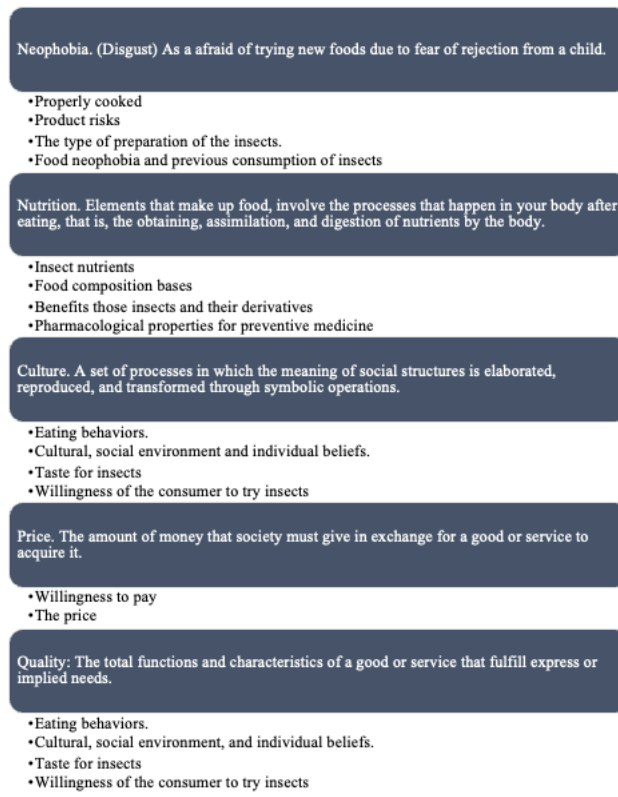 Neophobia. (Disgust) As a afraid of trying new foods due to fear of rejection from a child.
•Properly cooked
•Product risks
•The type of preparation of the insects.
•Food neophobia and previous consumption of insects
Nutrition. Elements that make up food, involve the processes that happen in your body after
eating, that is, the obtaining, assimilation, and digestion of nutrients by the body.
•Insect nutrients
•Food composition bases
•Benefits those insects and their derivatives
•Pharmacological properties for preventive medicine
Culture. A set of processes in which the meaning of social structures is elaborated,
reproduced, and transformed through symbolic operations.
•Eating behaviors.
•Cultural, social environment and individual beliefs.
•Taste for insects
•Willingness of the consumer to try insects
Price. The amount of money that society must give in exchange for a good or service to
acquire it.
•Willingness to pay
•The price
Quality: The total functions and characteristics of a good or service that fulfill express or
implied needs.
•Eating behaviors.
•Cultural, social environment, and individual beliefs.
•Taste for insects
•Willingness of the consumer to try insects